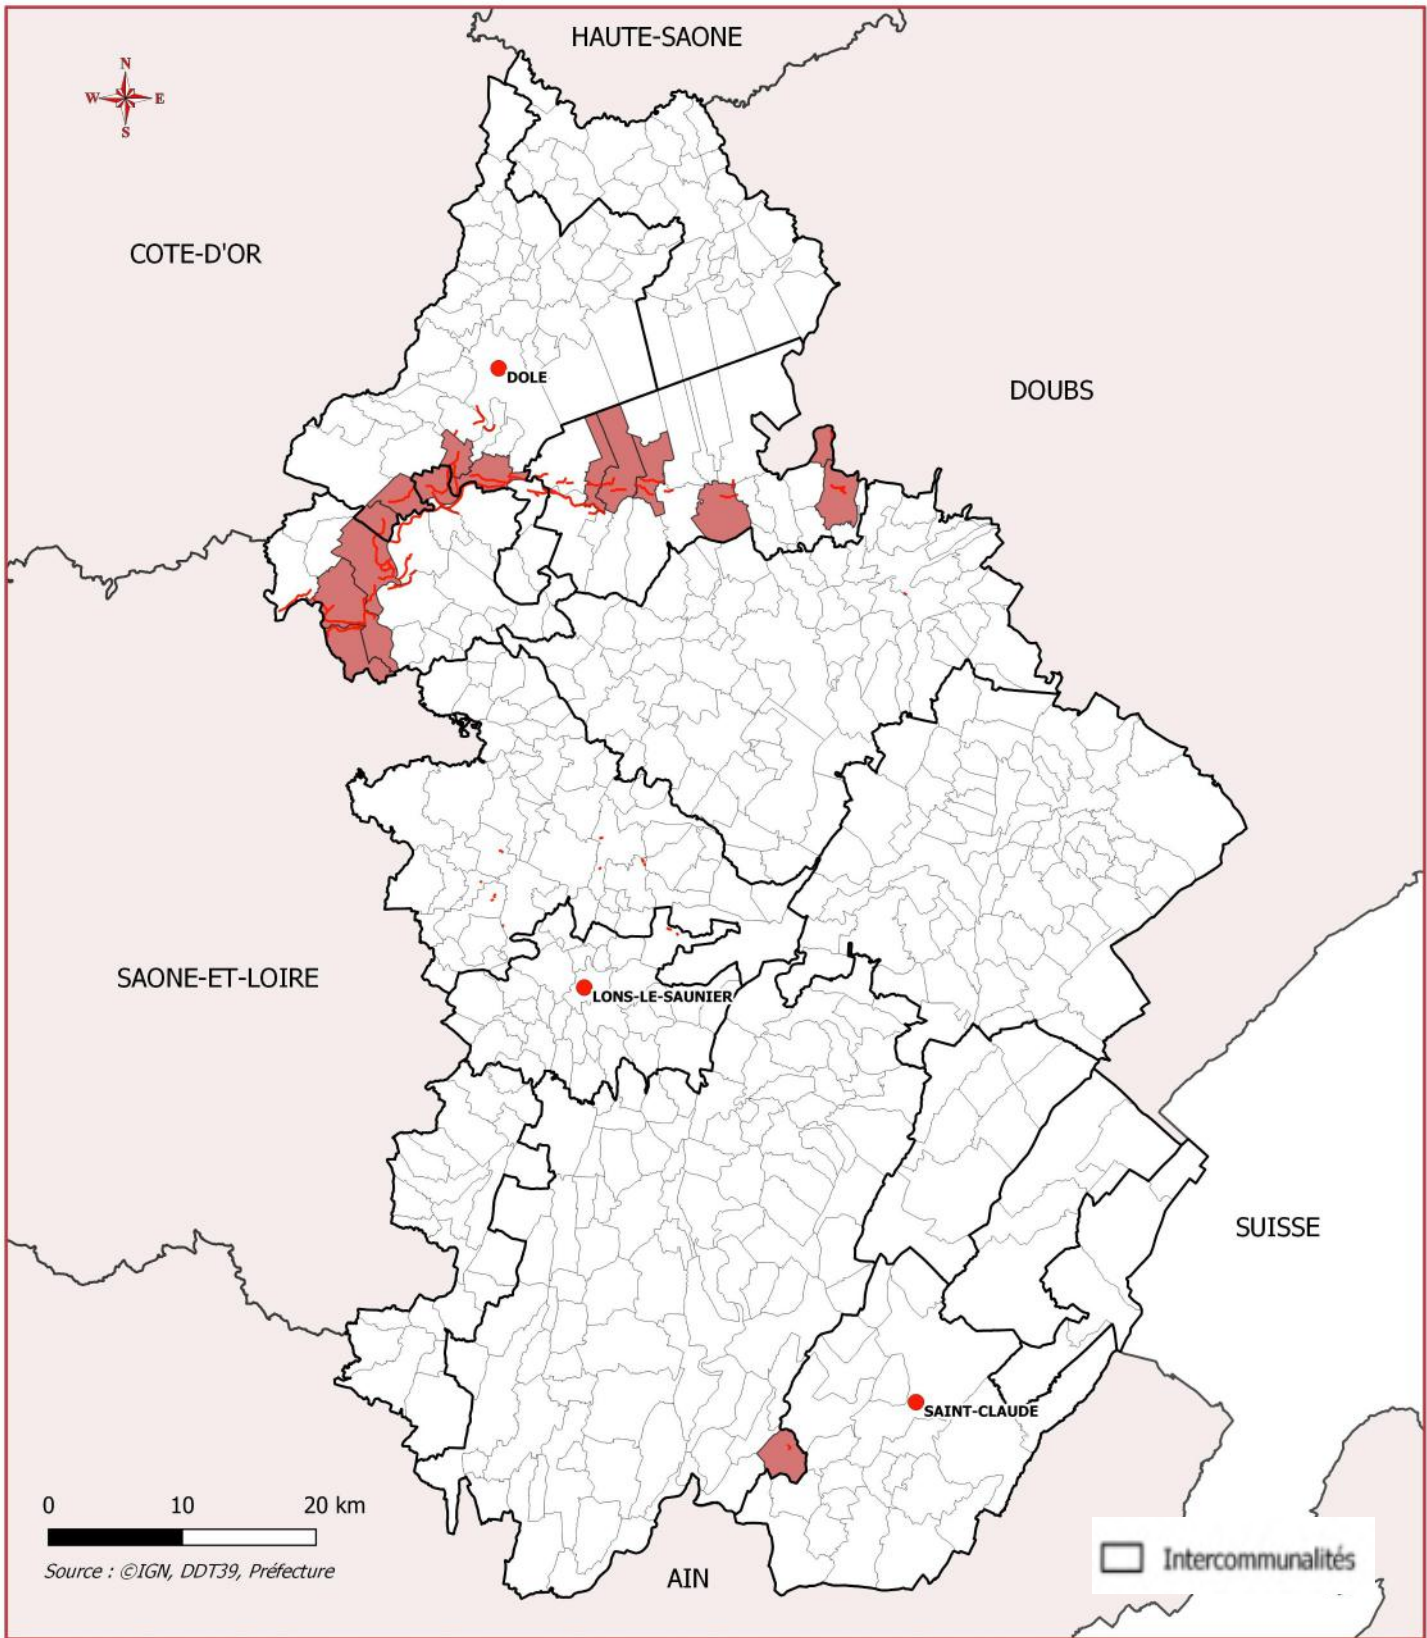 HAUTE-SAONE
N
W E
S
COTE-D'OR
DOLE
DOUBS
SAONE-ET-LOIRE
LONS-LE-SAUNIER
SUISSE
SAINT-CLAUDE
0 10 20 km
Source : ©IGN, DDT39, Préfecture
AIN
Intercommunalités